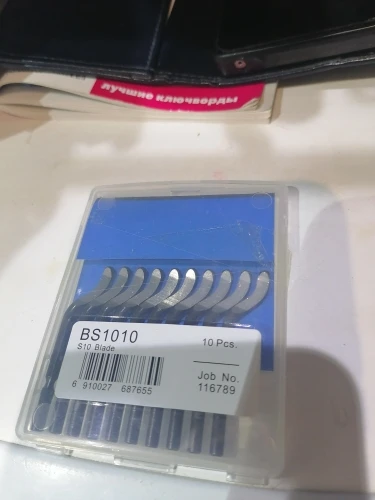 лучшие ключворды
BS1010
S10 Blade
10 Pcs.
Job No.
116789
6 910027 687655